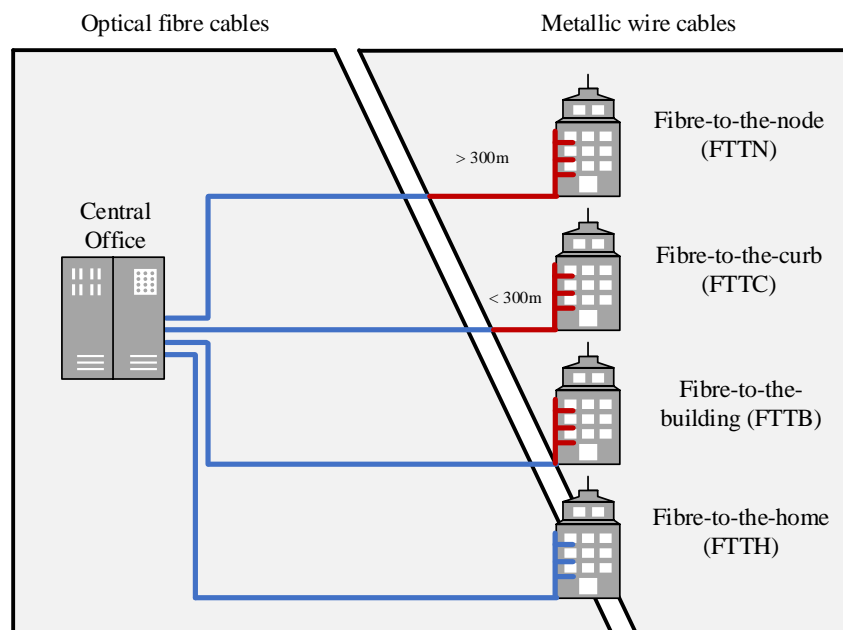 Optical fibre cables
Metallic wire cables
Fibre-to-the-node
(FTTN)
> 300m
Central
Office
Fibre-to-the-curb
(FTTC)
< 300m
Fibre-to-the-
building (FTTB)
Fibre-to-the-home
(FTTH)